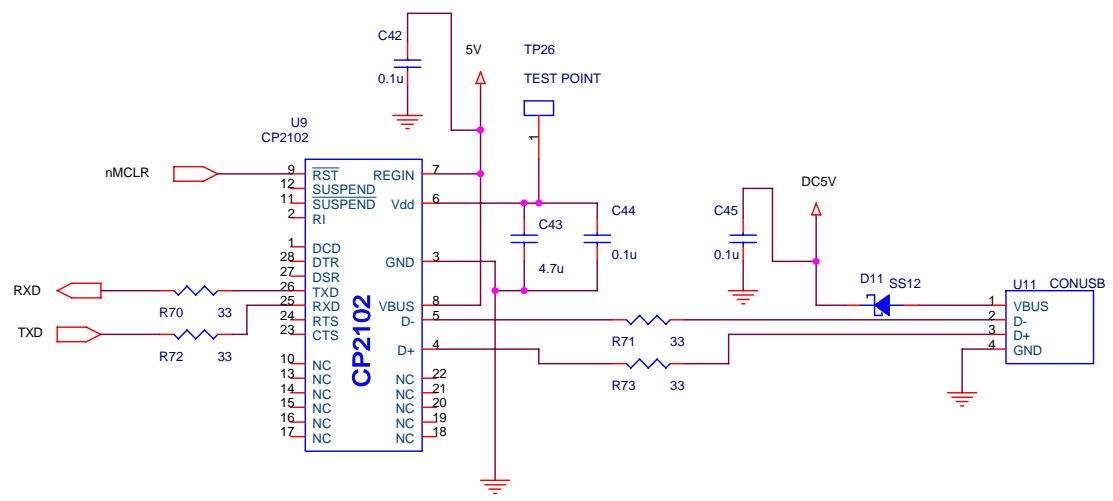 C42
0.1u
5V
TP26
TEST POINT
1
U9
CP2102
nMCLR
9 RST REGIN 7
12 SUSPEND
11 SUSPEND Vdd 6
2 RI
1 DCD
28 DTR GND 3
27 DSR
26 TXD
25 RXD VBUS 8
24 RTS D- 5
23 CTS
D+ 4
10 NC
13 NC NC 22
14 NC NC 21
15 NC NC 20
16 NC NC 19
17 NC NC 18
CP2102
RXD
R70 33
TXD
R72 33
C43
4.7u
C44
0.1u
C45
0.1u
DC5V
D11 SS12
R71 33
R73 33
U11 CONUSB
1 VBUS
2 D-
3 D+
4 GND